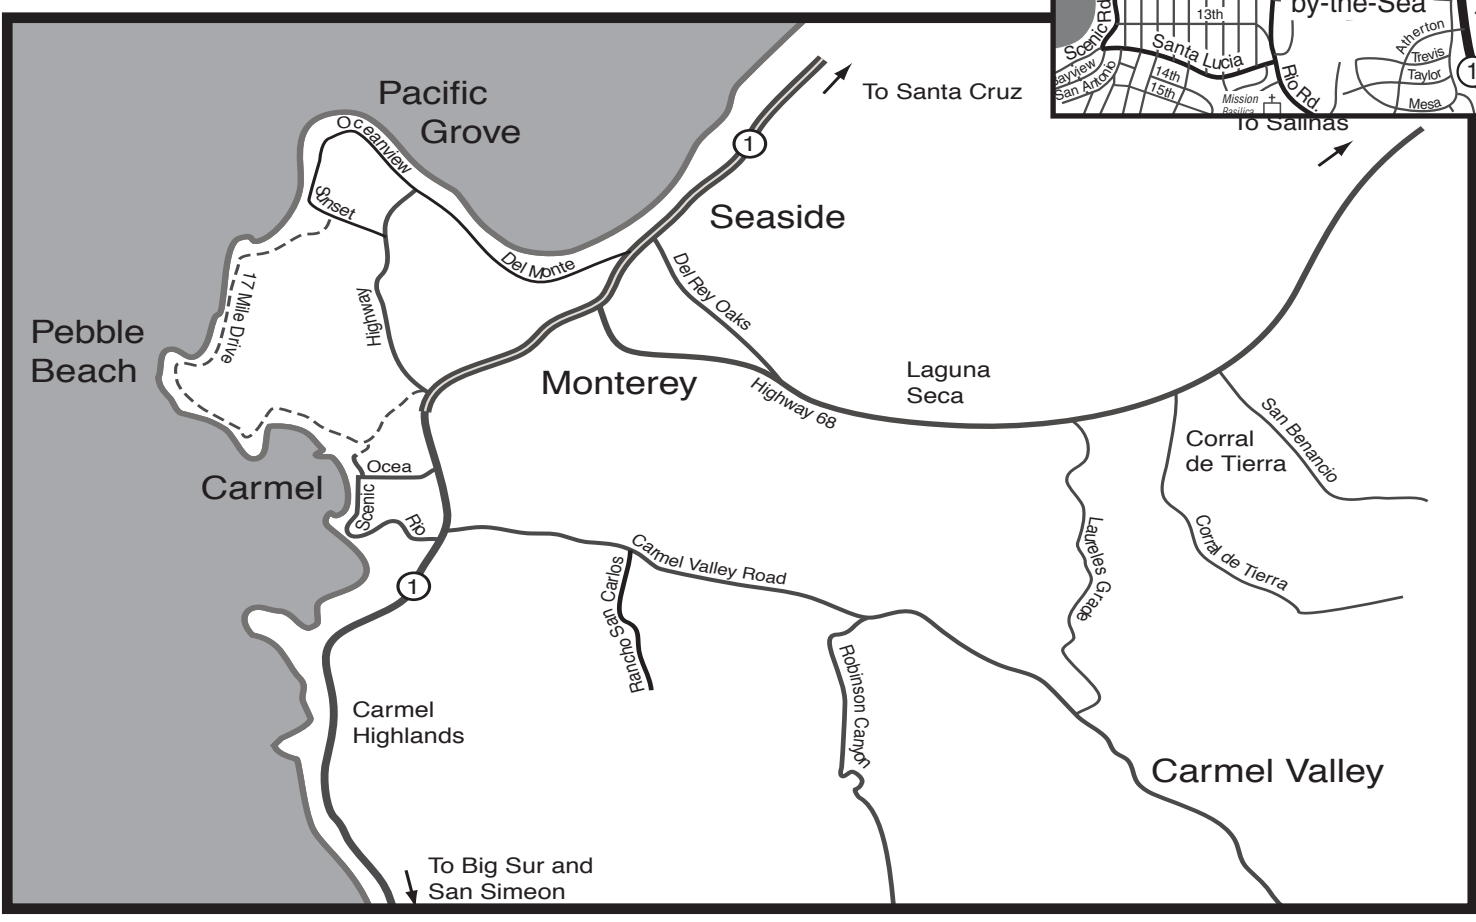 Pacific
Grove
Oceanview
Sunset
17 Mile Drive
Highway
Del Monte
Pebble
Beach
To Santa Cruz
1
Seaside
Del Rey Oaks
Monterey
Highway 68
Laguna
Seca
by-the-Sea
13th
Scenic Rd
Santa Lucia
Bayview
San Antonio
14th
15th
Mission
Basilica
Rio Rd.
Atherton
Trevis
Taylor
Mesa
1
To Salinas
San Benancio
Corral
de Tierra
Corral de Tierra
Laureles Grade
Carmel
Ocea
Scenic
Rio
1
Carmel Valley Road
Rancho San Carlos
Robinson Canyon
Carmel
Highlands
Carmel Valley
To Big Sur and
San Simeon